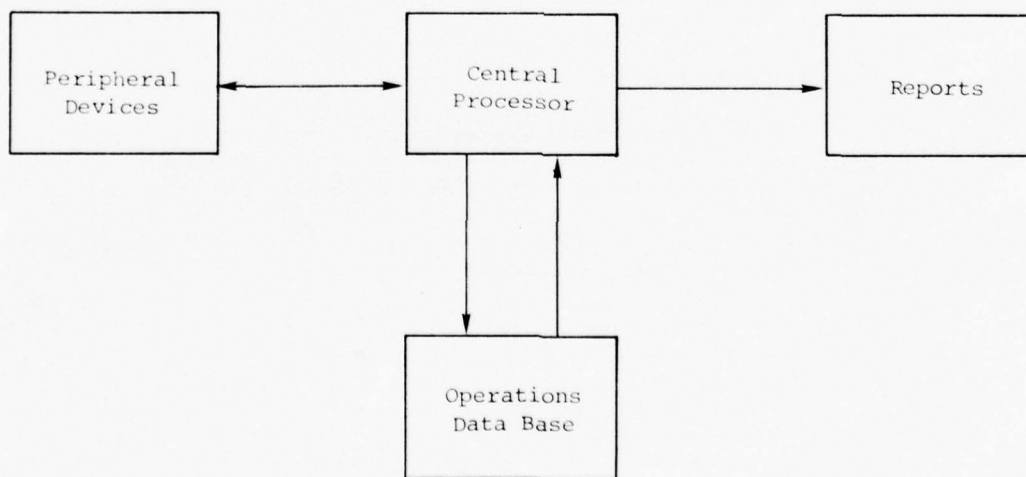 Peripheral
Devices
Central
Processor
Reports
Operations
Data Base